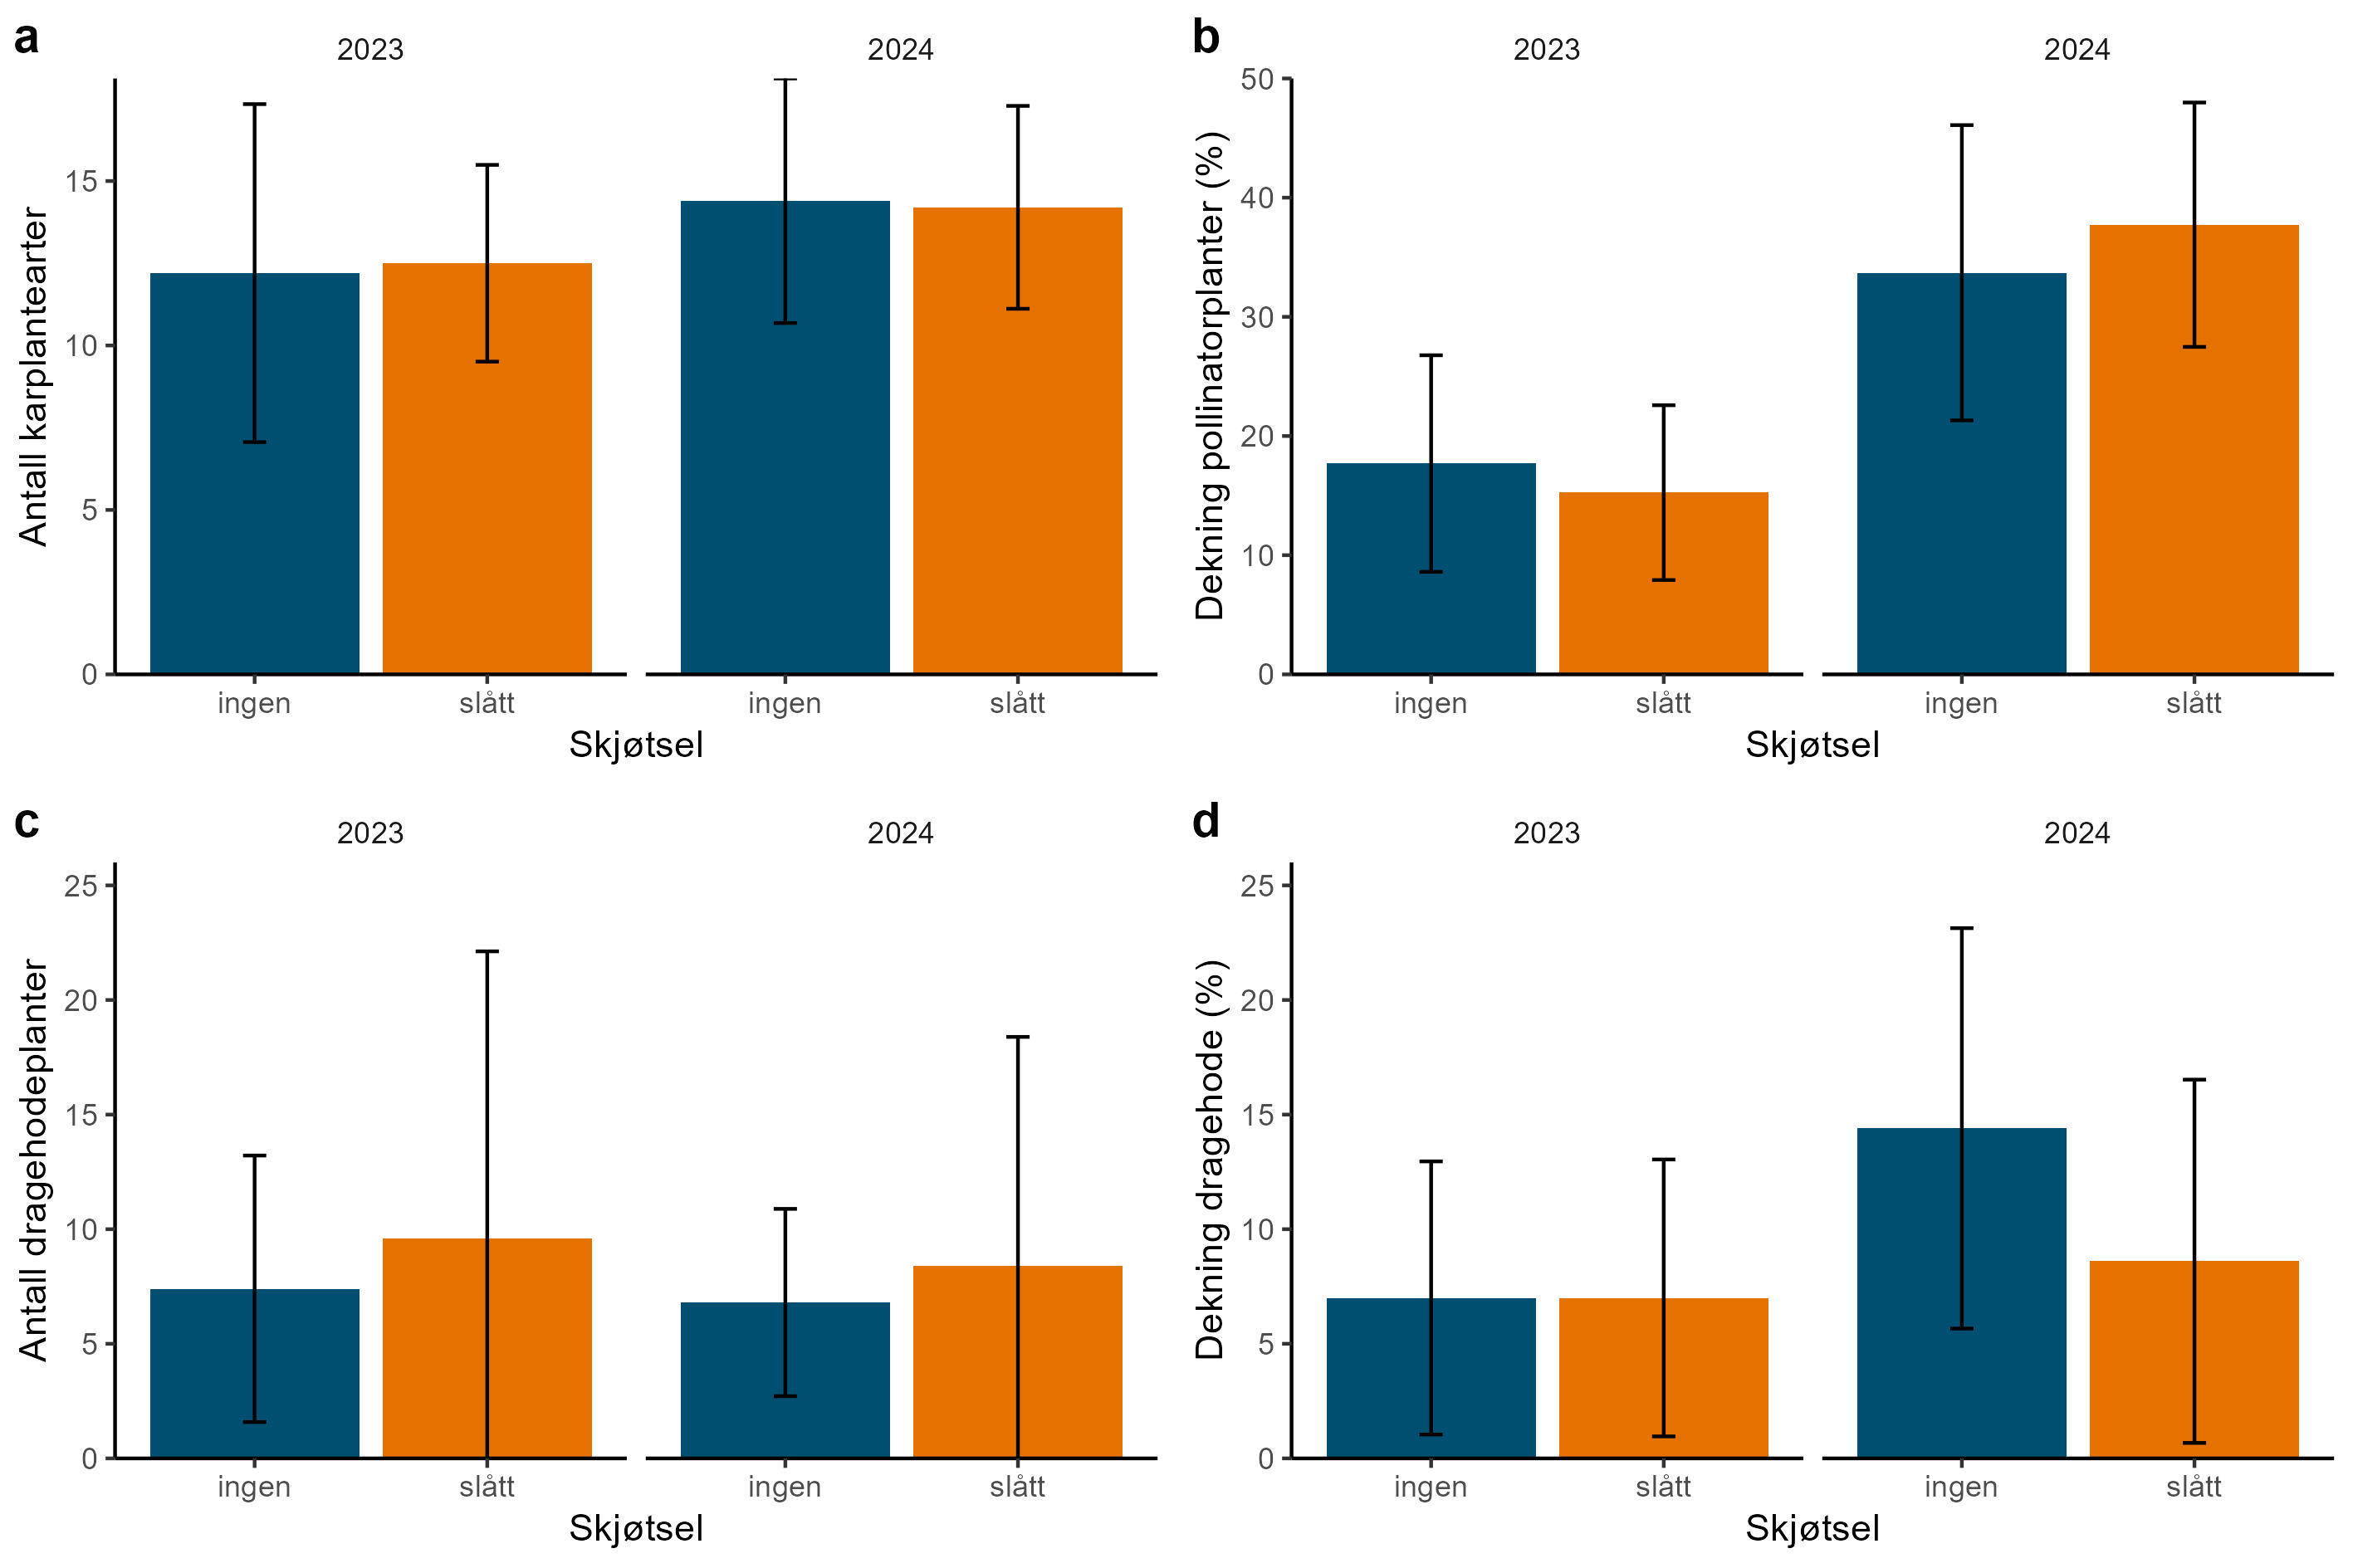 a
2023 2024
Antall karplantearter
15
10
5
0
ingen slått ingen slått
Skjøtsel
b
2023 2024
Dekning pollinatorplanter (%)
50
40
30
20
10
0
ingen slått ingen slått
Skjøtsel
c
2023 2024
Antall dragehodeplanter
25
20
15
10
5
0
ingen slått ingen slått
Skjøtsel
d
2023 2024
Dekning dragehode (%)
25
20
15
10
5
0
ingen slått ingen slått
Skjøtsel